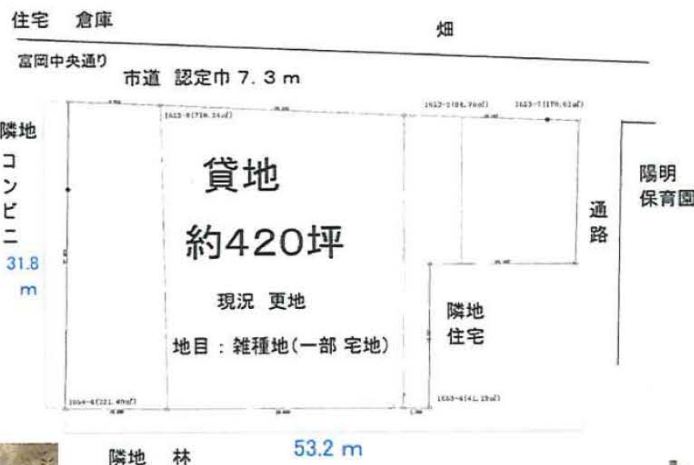 住宅 倉庫
畑
富岡中央通り
市道 認定巾 7.3m
隣地
コンビニ
31.8
m
貸地
約420坪
現況 更地
地目：雑種地(一部 宅地)
通路
陽明
保育園
隣地
住宅
隣地 林
53.2 m